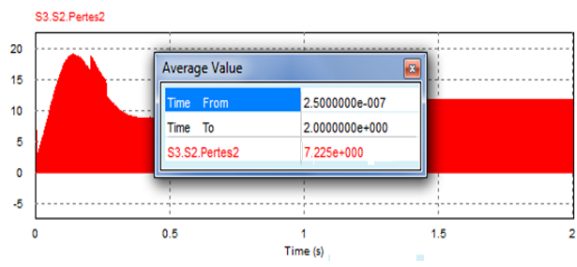 S3.S2.Pertes2
20
15
10
5
0
-5
Average Value
Time From 2.5000000e-007
Time To 2.0000000e+000
S3.S2.Pertes2 7.225e+000
0 0.5 1 1.5 2
Time (s)